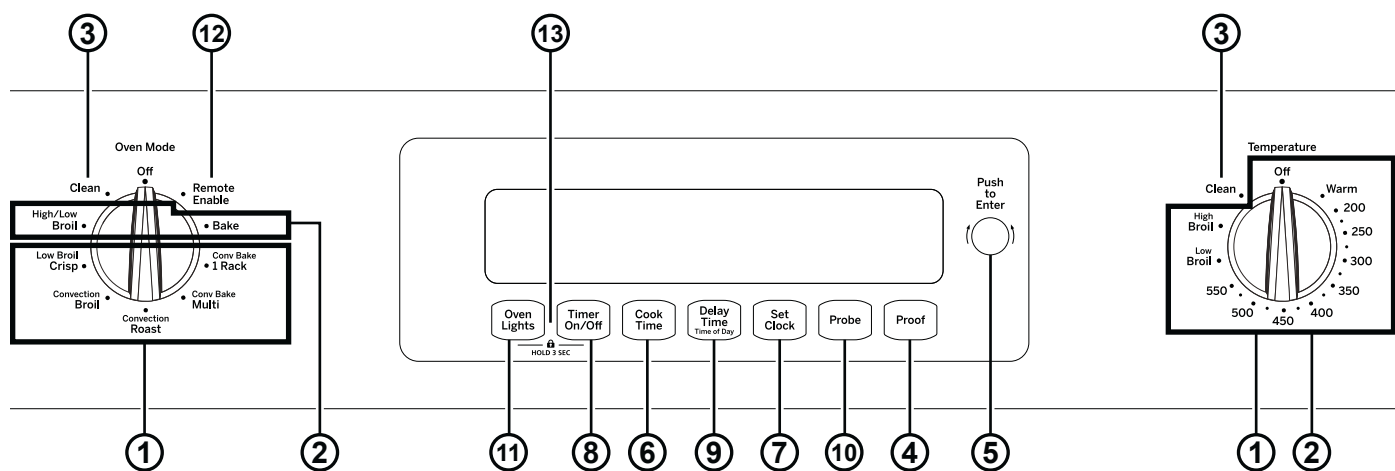 3
12
13
3
Oven Mode
Off
Clean
Remote
Enable
High/Low
Broil
Bake
Low Broil
Crisp
Conv Bake
1 Rack
Convection
Broil
Conv Bake
Multi
Convection
Roast
Push
to
Enter
Oven
Lights
Timer
On/Off
HOLD 3 SEC
Cook
Time
Delay
Time
Time of Day
Set
Clock
Probe
Proof
Temperature
Off
Clean
Warm
High
Broil
200
250
Low
Broil
300
550
350
500
450
400
1
2
11
8
6
9
7
10
4
5
1
2